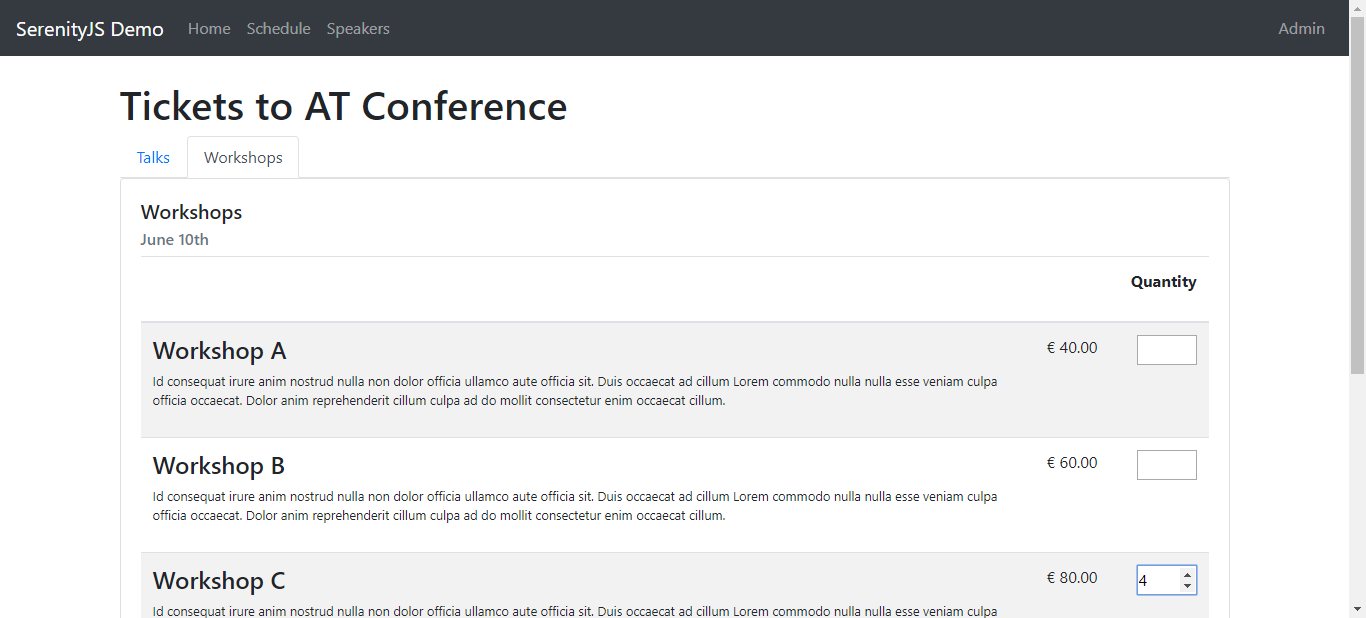 SerenityJS Demo Home Schedule Speakers Admin
Tickets to AT Conference
Talks Workshops
Workshops
June 10th
Quantity
Workshop A € 40.00
Id consequat irure anim nostrud nulla non dolor officia ullamco aute officia sit. Duis occaecat ad cillum Lorem commodo nulla nulla esse veniam culpa
officia occaecat. Dolor anim reprehenderit cillum culpa ad do mollit consectetur enim occaecat cillum.
Workshop B € 60.00
Id consequat irure anim nostrud nulla non dolor officia ullamco aute officia sit. Duis occaecat ad cillum Lorem commodo nulla nulla esse veniam culpa
officia occaecat. Dolor anim reprehenderit cillum culpa ad do mollit consectetur enim occaecat cillum.
Workshop C € 80.00 4
Id consequat irure anim nostrud nulla non dolor officia ullamco aute officia sit. Duis occaecat ad cillum Lorem commodo nulla nulla esse veniam culpa